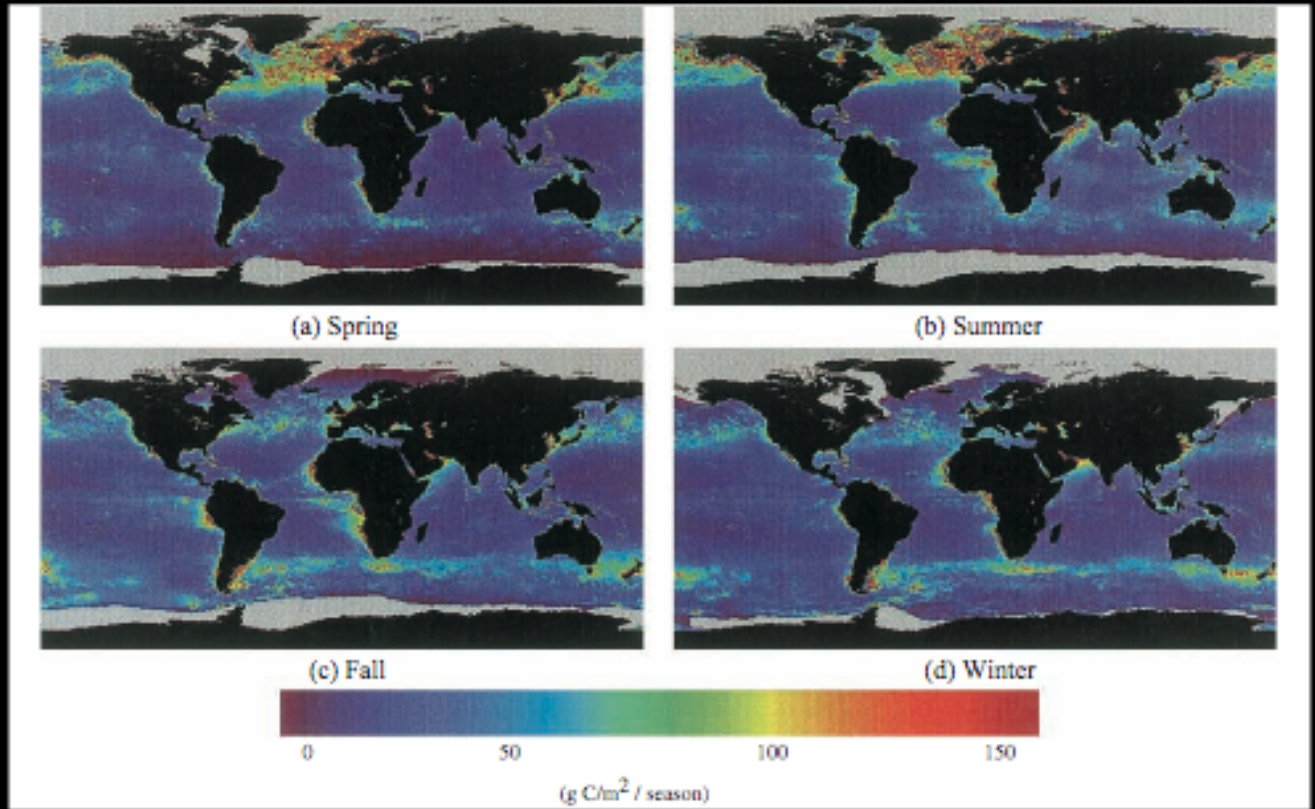 (a) Spring
(b) Summer
(c) Fall
(d) Winter
0 50 100 150
(g C/m² / season)